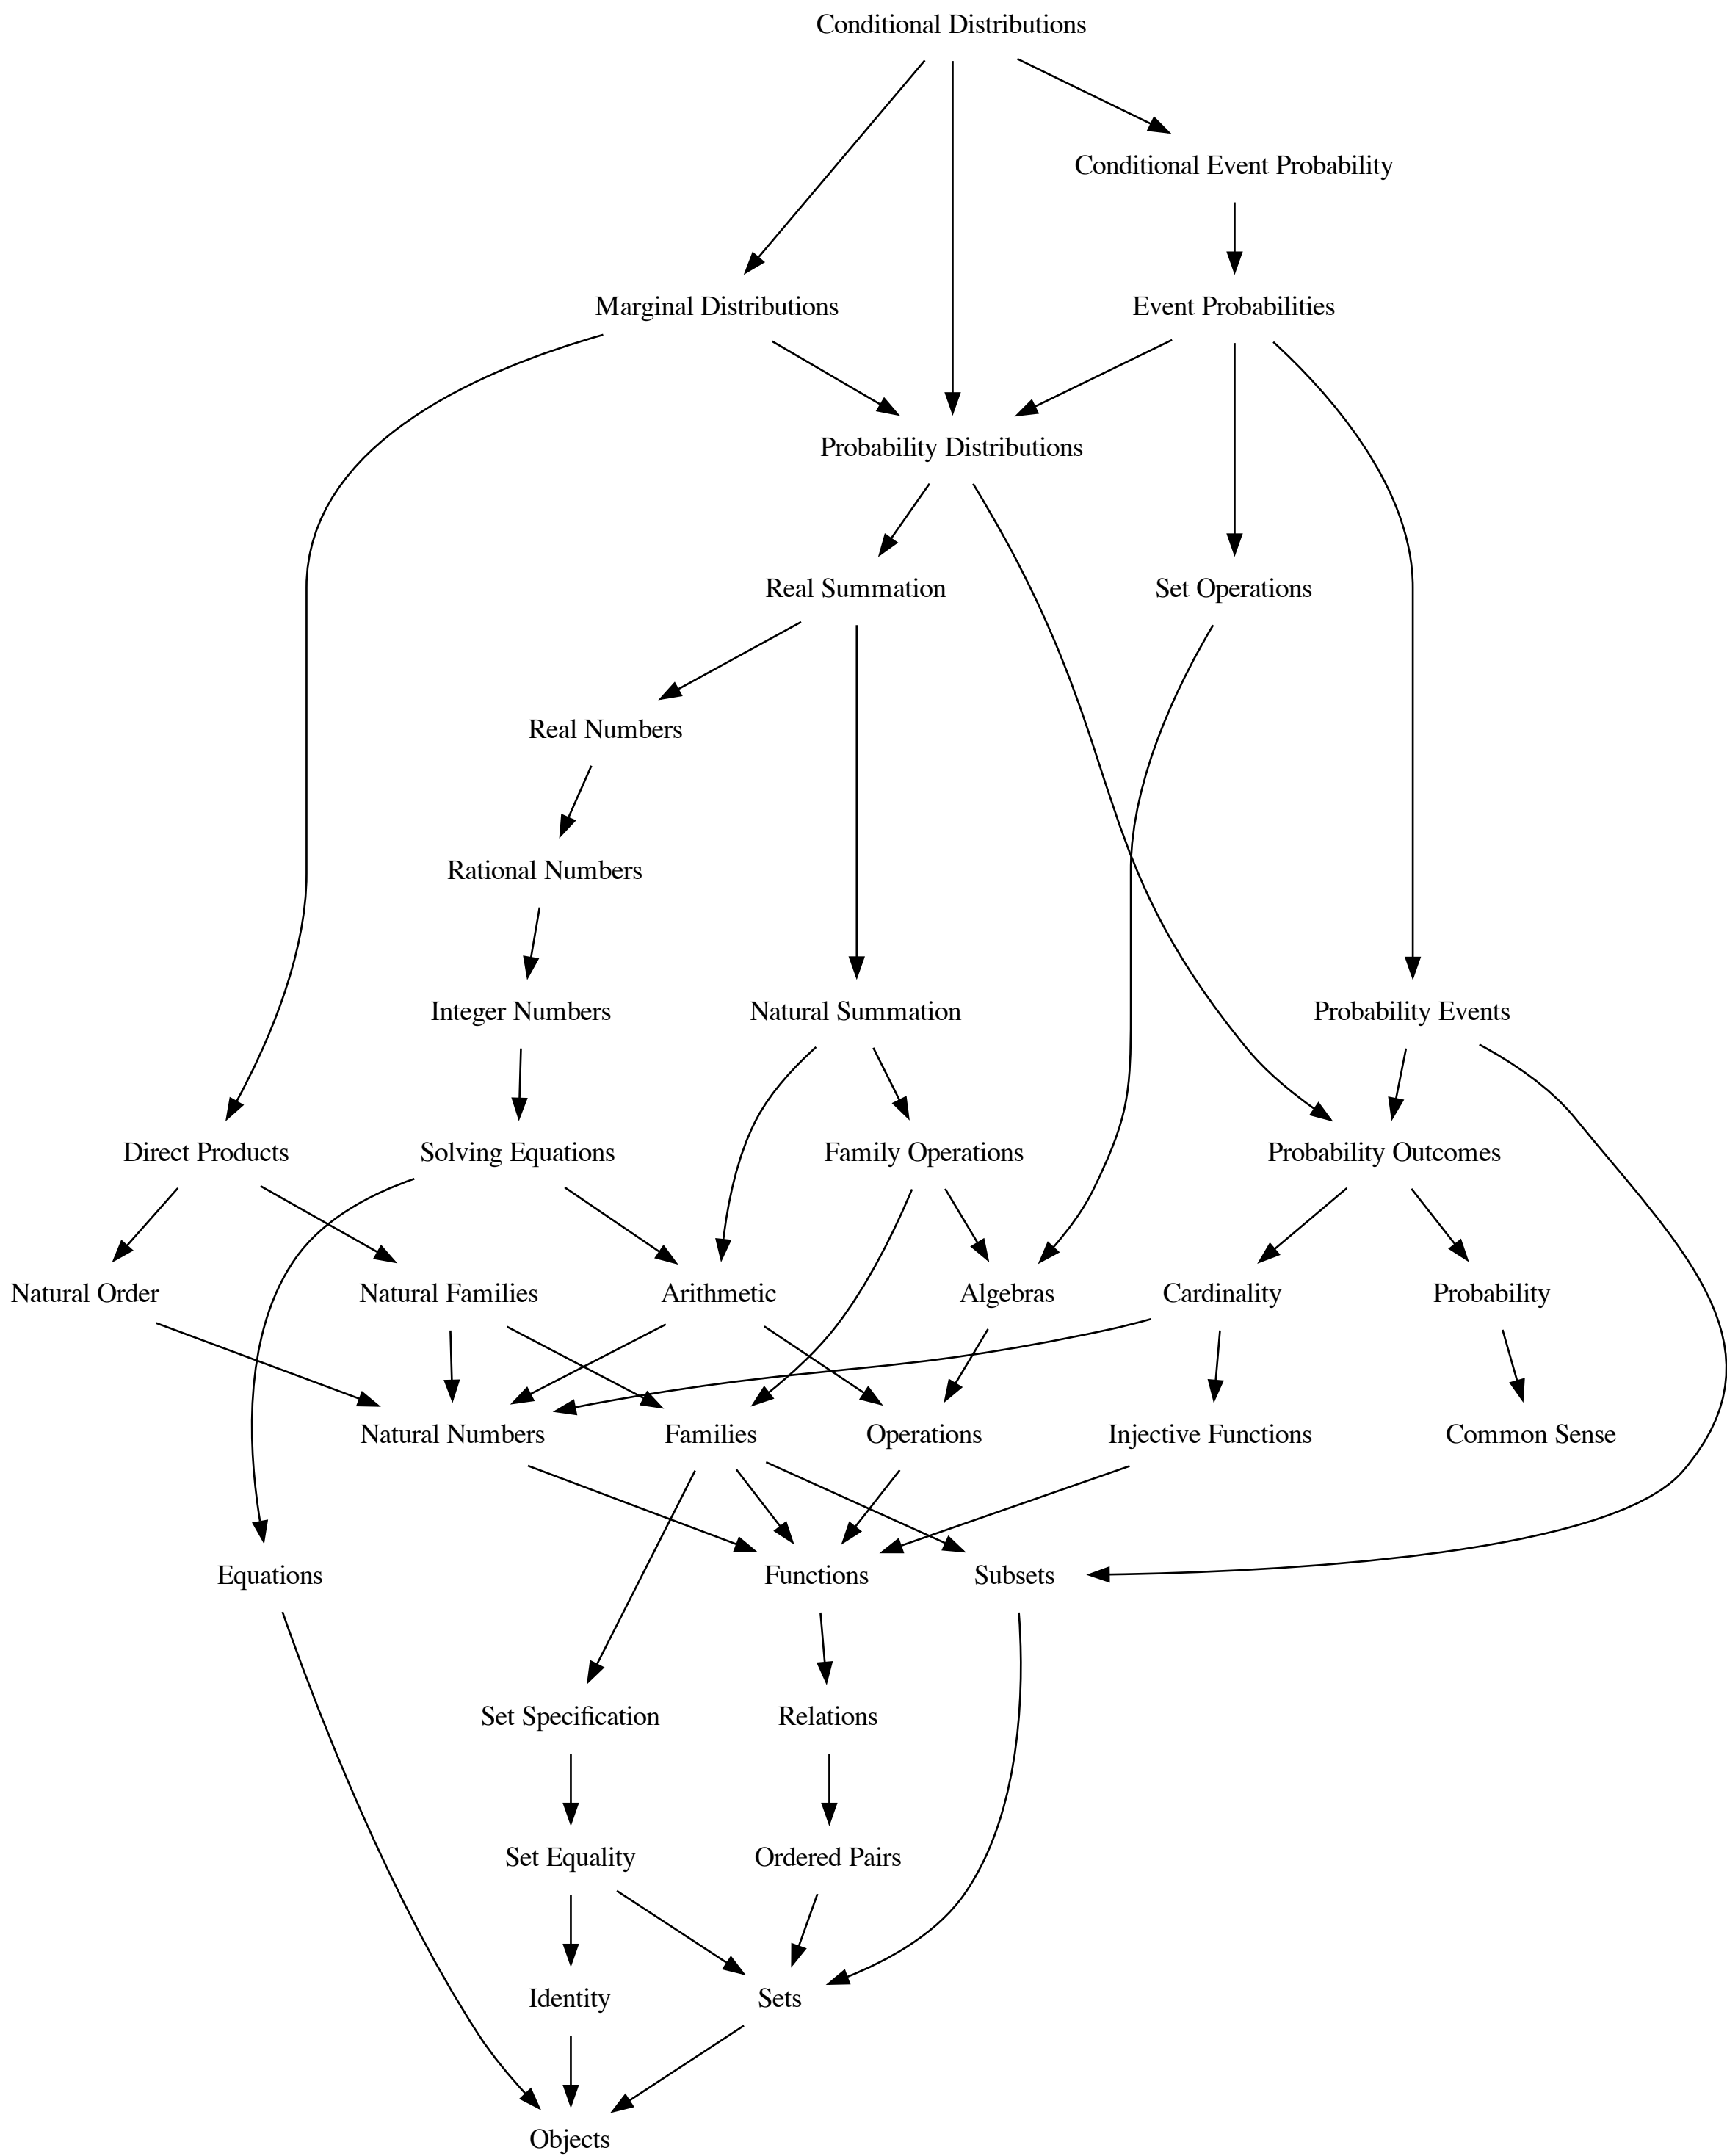 Conditional Distributions
Conditional Event Probability
Marginal Distributions
Event Probabilities
Probability Distributions
Real Summation
Set Operations
Real Numbers
Rational Numbers
Integer Numbers
Natural Summation
Probability Events
Direct Products
Solving Equations
Family Operations
Probability Outcomes
Natural Order
Natural Families
Arithmetic
Algebras
Cardinality
Probability
Natural Numbers
Families
Operations
Injective Functions
Common Sense
Equations
Functions
Subsets
Set Specification
Relations
Set Equality
Ordered Pairs
Identity
Sets
Objects